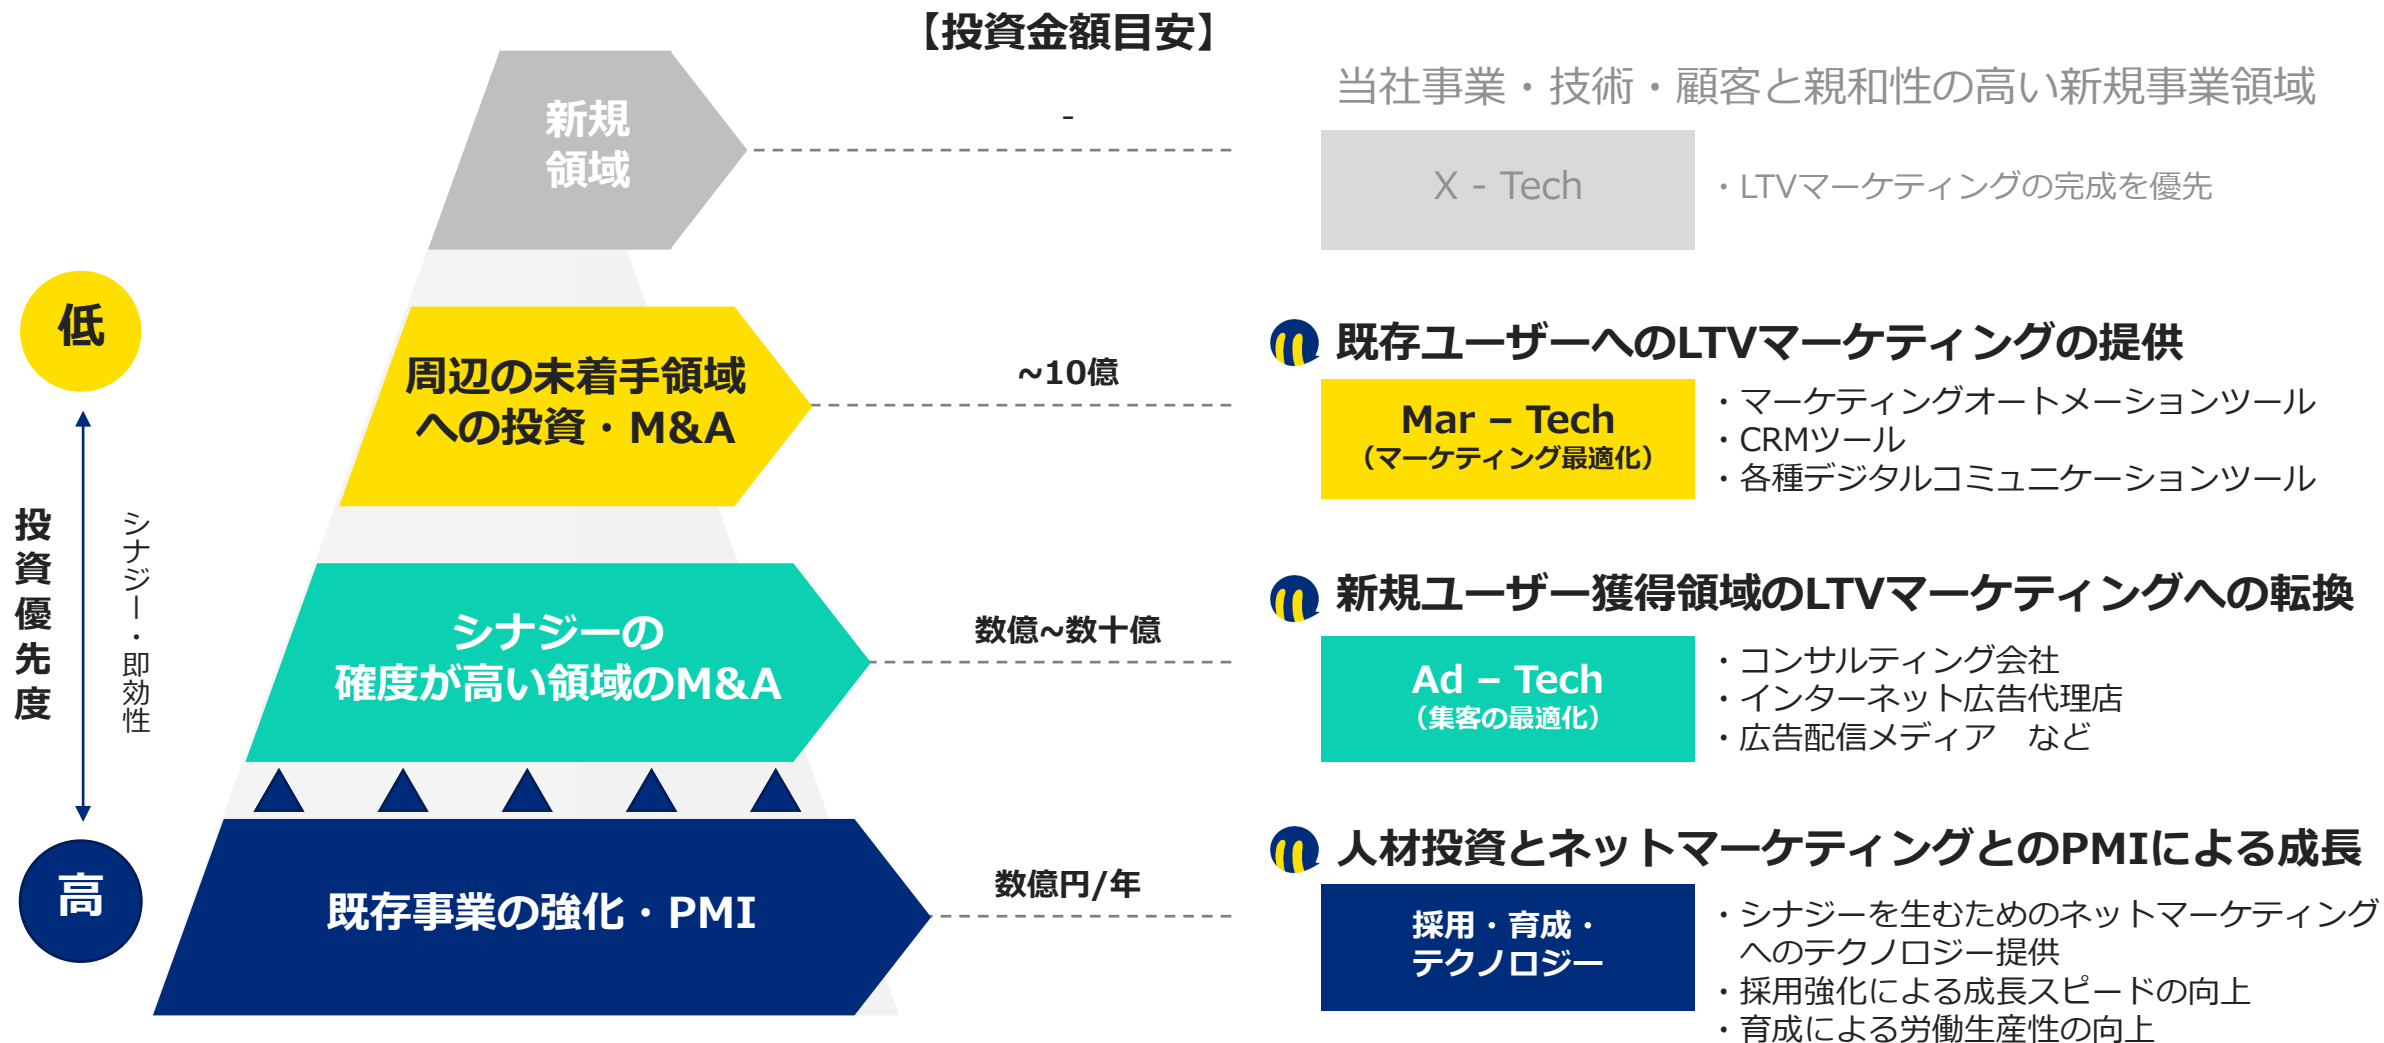 【投資金額目安】
新規
領域
-
当社事業・技術・顧客と親和性の高い新規事業領域
X - Tech
・LTVマーケティングの完成を優先
低
周辺の未着手領域
への投資・M&A
~10億
既存ユーザーへのLTVマーケティングの提供
Mar – Tech
（マーケティング最適化）
・マーケティングオートメーションツール
・CRMツール
・各種デジタルコミュニケーションツール
投資優先度
シナジー・即効性
シナジーの
確度が高い領域のM&A
数億~数十億
新規ユーザー獲得領域のLTVマーケティングへの転換
Ad – Tech
（集客の最適化）
・コンサルティング会社
・インターネット広告代理店
・広告配信メディア　など
高
既存事業の強化・PMI
数億円/年
人材投資とネットマーケティングとのPMIによる成長
採用・育成・
テクノロジー
・シナジーを生むためのネットマーケティング
へのテクノロジー提供
・採用強化による成長スピードの向上
・育成による労働生産性の向上